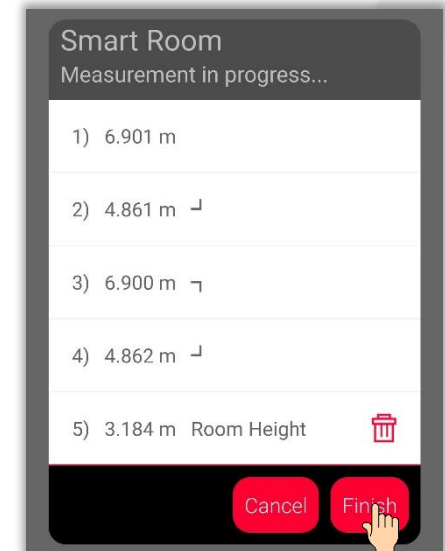 Smart Room
Measurement in progress...
1) 6.901 m
2) 4.861 m ┘
3) 6.900 m ┐
4) 4.862 m ┘
5) 3.184 m Room Height
Cancel Finish